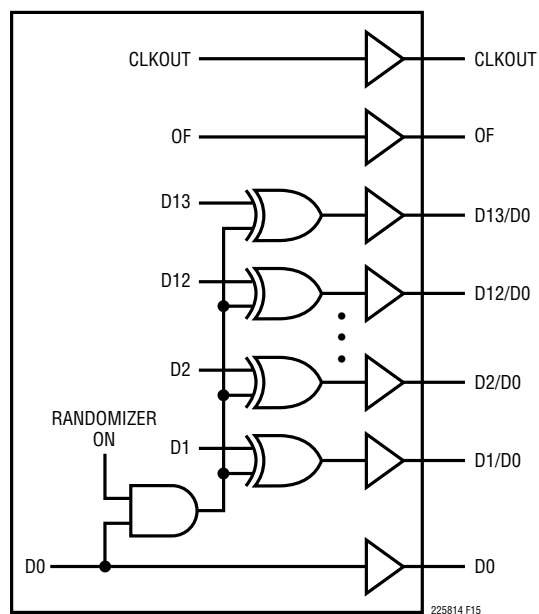 CLKOUT CLKOUT
OF OF
D13 D13/D0
D12 D12/D0
D2 D2/D0
RANDOMIZER
ON
D1 D1/D0
D0 D0
225814 F15